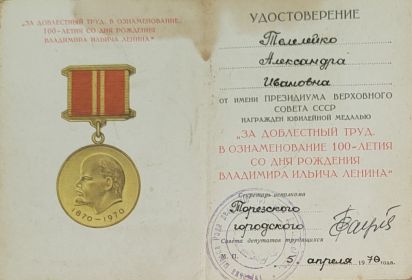 „ЗА ДОБЛЕСТНЫЙ ТРУД.
В ОЗНАМЕНОВАНИЕ
100-ЛЕТИЯ СО ДНЯ РОЖДЕНИЯ
ВЛАДИМИРА ИЛЬИЧА ЛЕНИНА"
1870-1970
УДОСТОВЕРЕНИЕ
Телелейко
Александра
Ивановна
ОТ ИМЕНИ ПРЕЗИДИУМА ВЕРХОВНОГО
СОВЕТА СССР
НАГРАЖДЕН ЮБИЛЕЙНОЙ МЕДАЛЬЮ
„ЗА ДОБЛЕСТНЫЙ ТРУД.
В ОЗНАМЕНОВАНИЕ 100-ЛЕТИЯ
СО ДНЯ РОЖДЕНИЯ
ВЛАДИМИРА ИЛЬИЧА ЛЕНИНА"
Секретарь исполкома
Торезского
городского
Совета депутатов трудящихся
М. П. 5. апреля 1970 г.